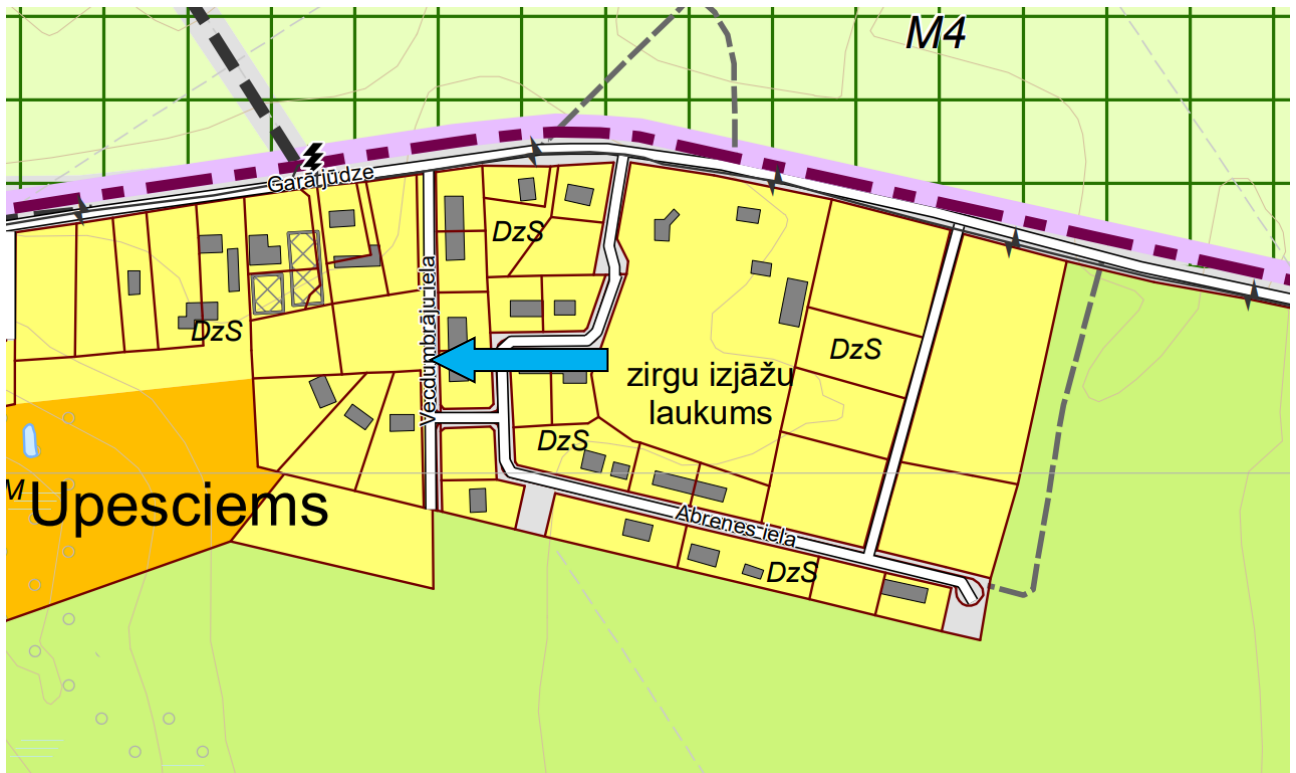 M4
Garātjūdze
DzS
Vecdumbrāju iela
DzS
DzS
zirgu izjāžu
laukums
DzS
M
Upesciems
Abrenes iela
DzS